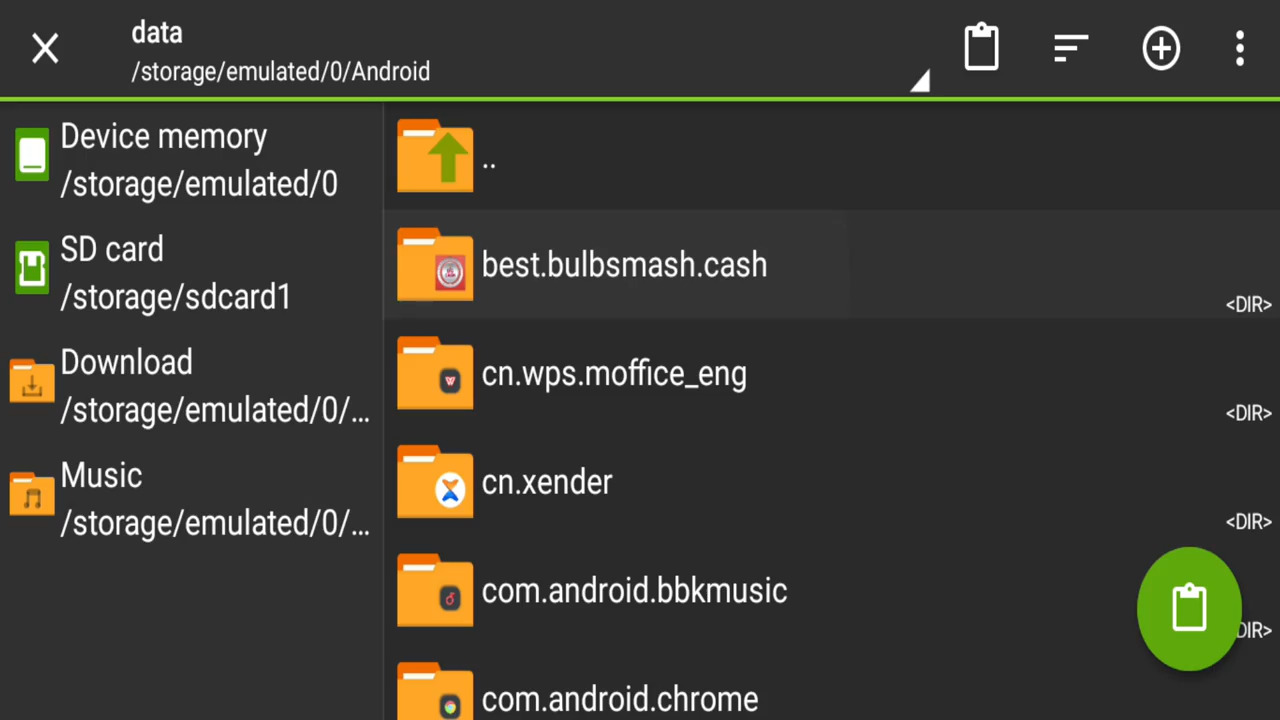 data
/storage/emulated/0/Android
Device memory
/storage/emulated/0
SD card
/storage/sdcard1
Download
/storage/emulated/0/...
Music
/storage/emulated/0/...
..
best.bulbsmash.cash
<DIR>
cn.wps.moffice_eng
<DIR>
cn.xender
<DIR>
com.android.bbkmusic
DIR>
com.android.chrome